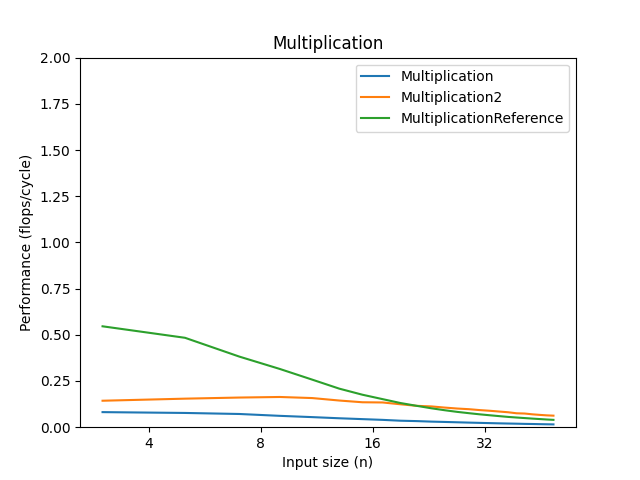 Multiplication
2.00
1.75
1.50
1.25
1.00
0.75
0.50
0.25
0.00
Performance (flops/cycle)
Multiplication
Multiplication2
MultiplicationReference
4
8
16
32
Input size (n)